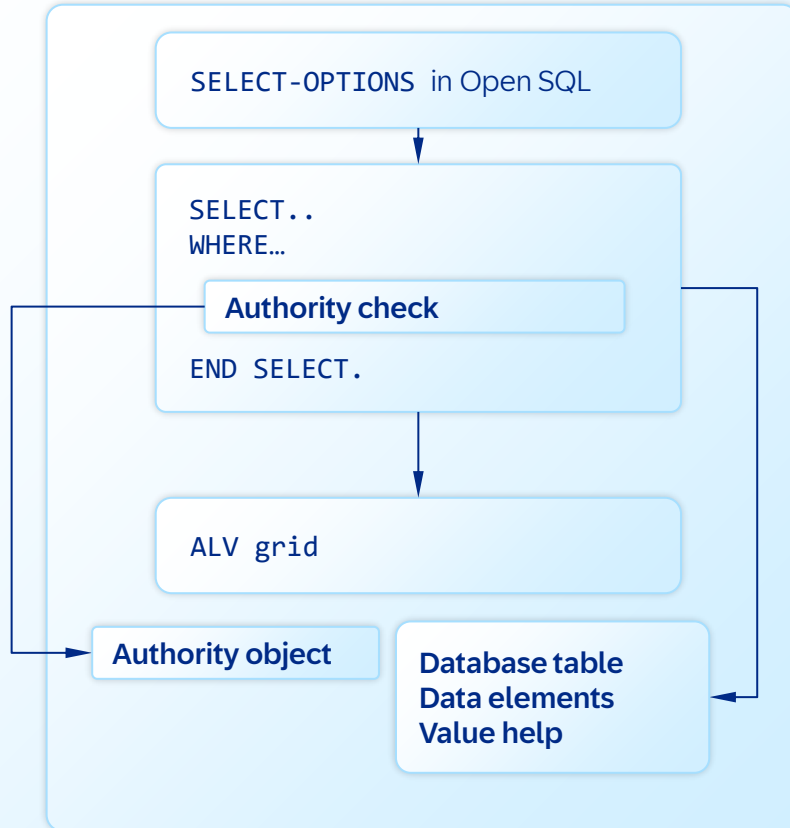 SELECT-OPTIONS in Open SQL
SELECT..
WHERE…
Authority check
END SELECT.
ALV grid
Authority object
Database table
Data elements
Value help